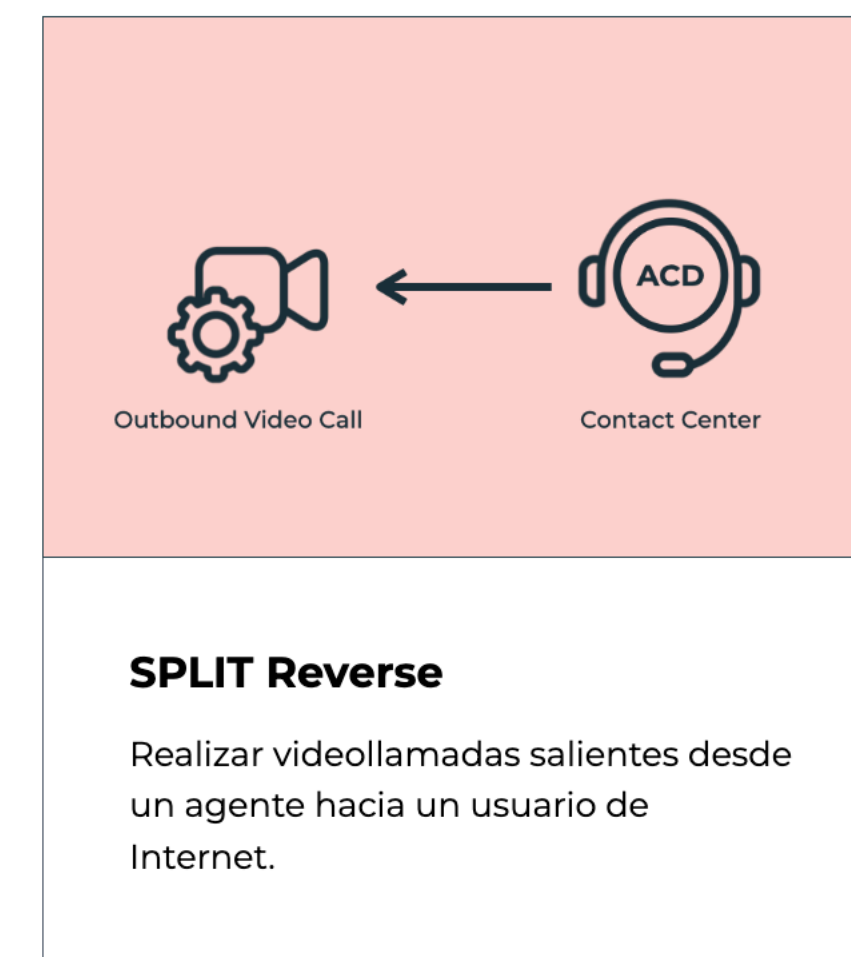 ACD
Outbound Video Call
Contact Center
SPLIT Reverse
Realizar videollamadas salientes desde
un agente hacia un usuario de
Internet.